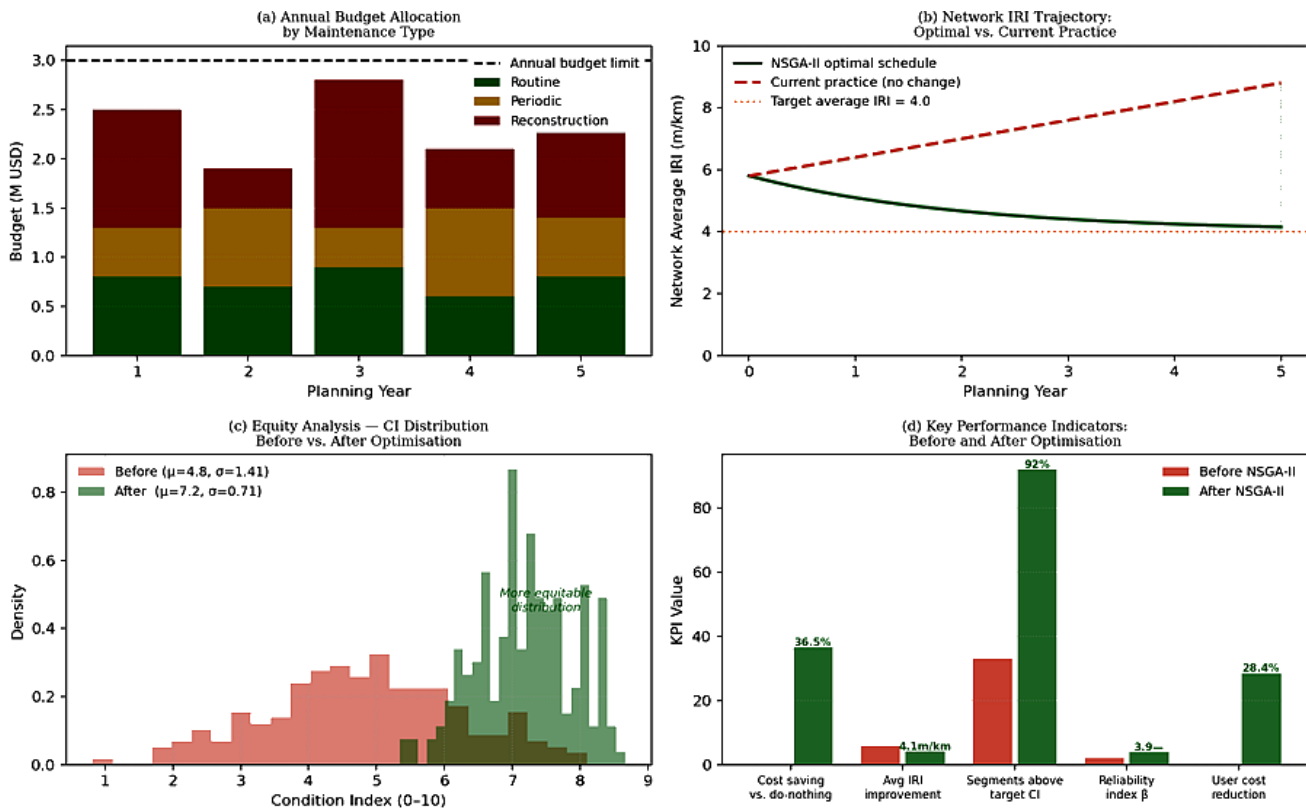 (a) Annual Budget Allocation
by Maintenance Type
3.0
2.5
2.0
1.5
1.0
0.5
0.0
Budget (M USD)
Annual budget limit
Routine
Periodic
Reconstruction
1 2 3 4 5
Planning Year
(b) Network IRI Trajectory:
Optimal vs. Current Practice
10
8
6
4
2
0
Network Average IRI (m/km)
NSGA-II optimal schedule
Current practice (no change)
Target average IRI = 4.0
0 1 2 3 4 5
Planning Year
(c) Equity Analysis — CI Distribution
Before vs. After Optimisation
0.8
0.6
0.4
0.2
0.0
Density
Before (μ=4.8, σ=1.41)
After (μ=7.2, σ=0.71)
More equitable
distribution
1 2 3 4 5 6 7 8 9
Condition Index (0–10)
(d) Key Performance Indicators:
Before and After Optimisation
80
60
40
20
0
KPI Value
Before NSGA-II
After NSGA-II
36.5%
4.1m/km
92%
3.9—
28.4%
Cost saving
vs. do-nothing
Avg IRI
improvement
Segments above
target CI
Reliability
index β
User cost
reduction